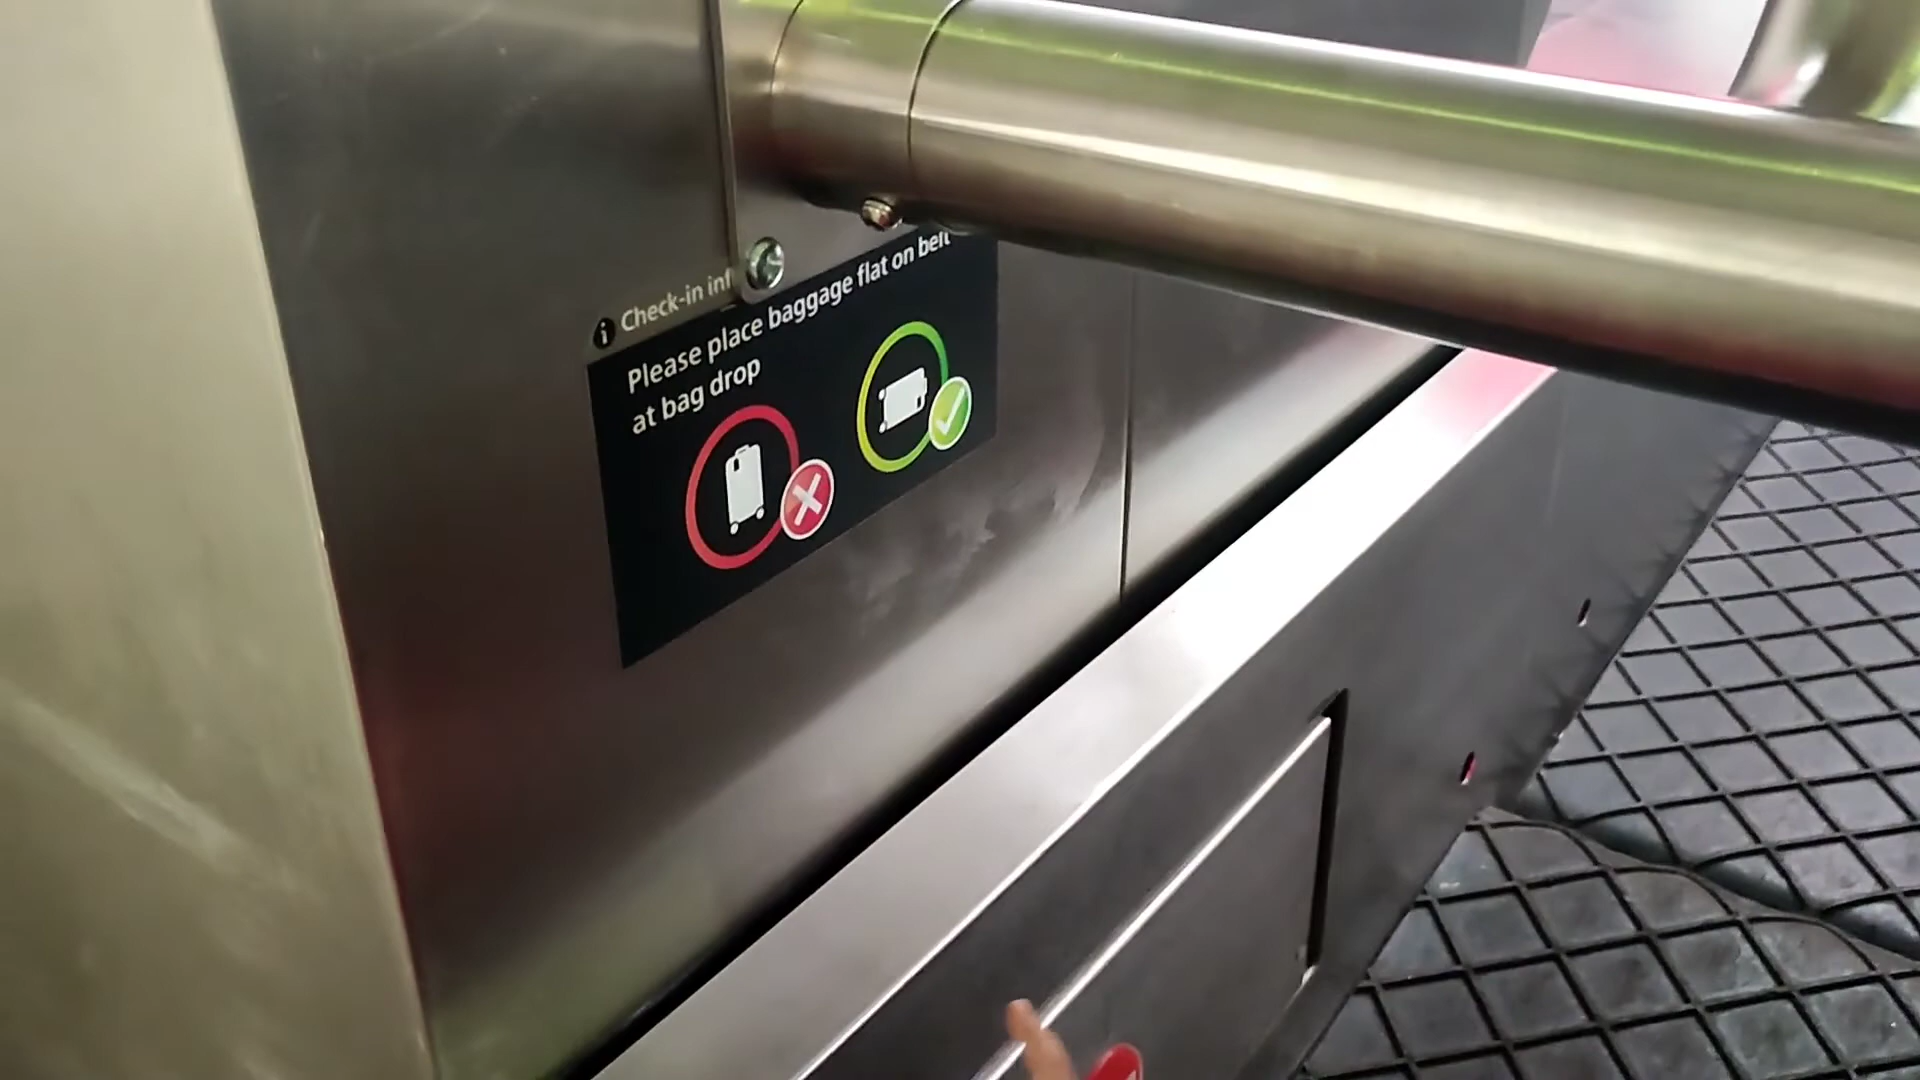 Check-in inf
Please place baggage flat on belt
at bag drop